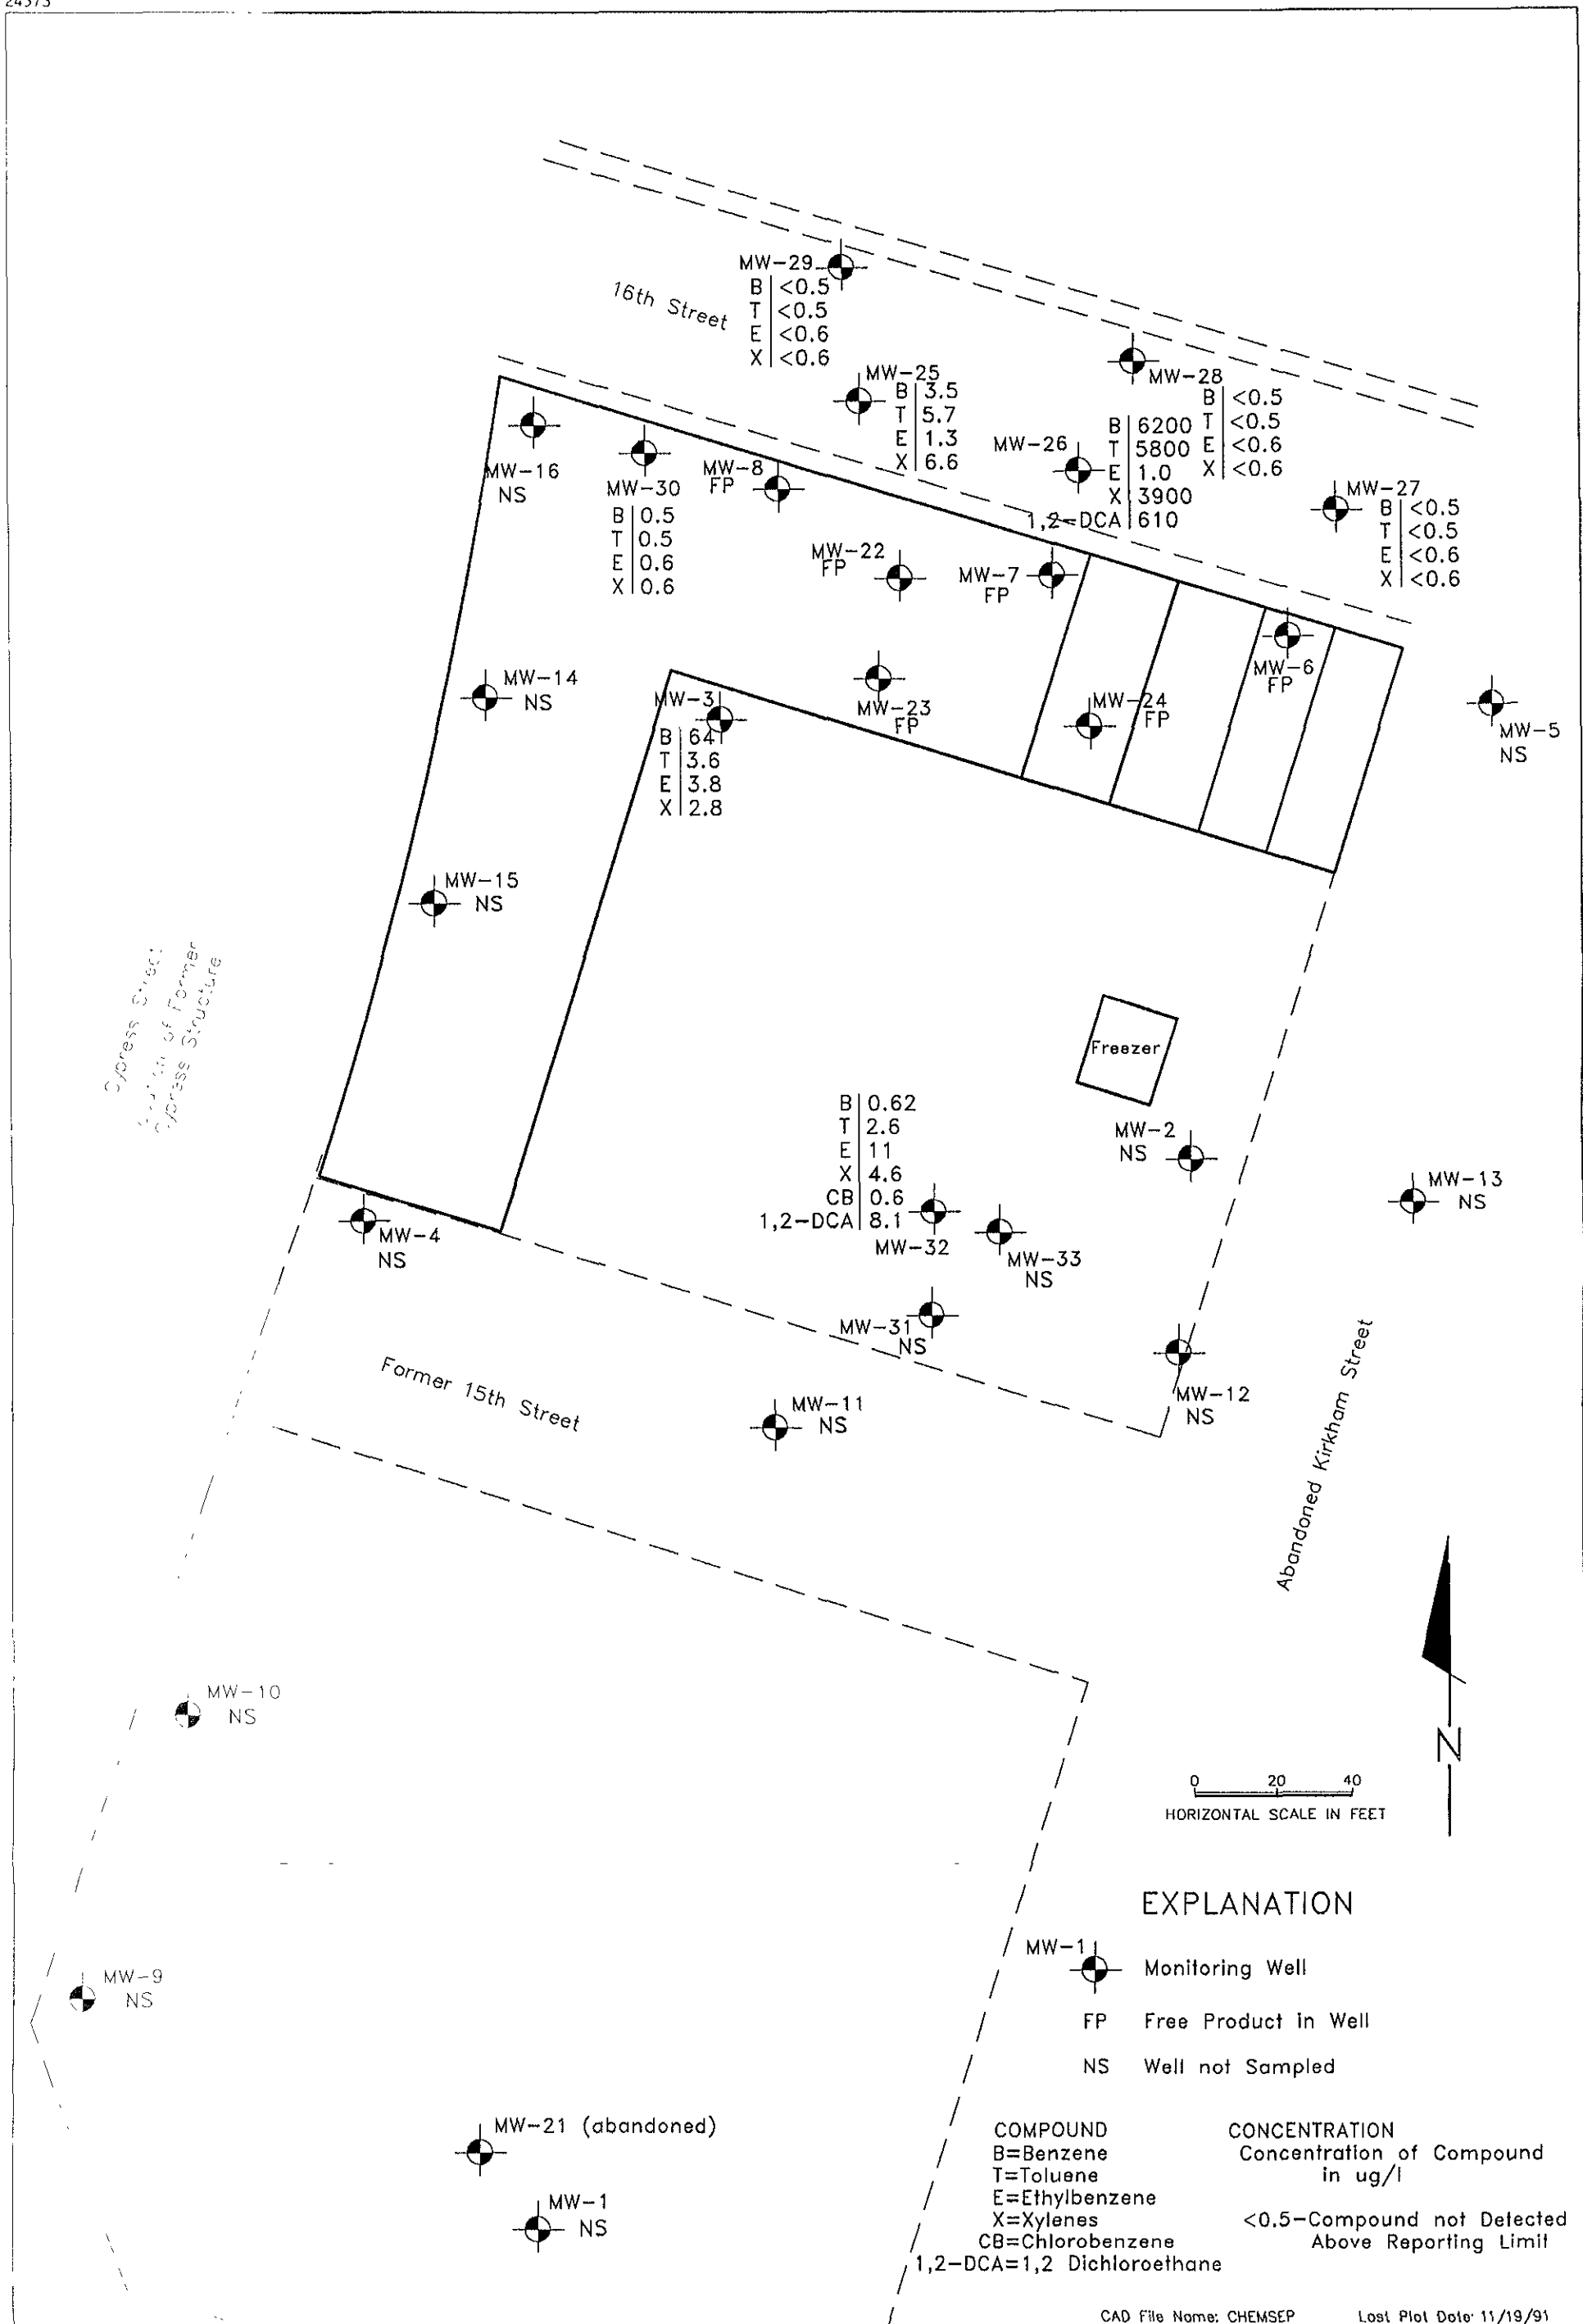 24573
MW-29
B <0.5
T <0.5
E <0.6
X <0.6
16th Street
MW-25
B 3.5
T 5.7
E 1.3
X 6.6
MW-28
B <0.5
T <0.5
E <0.6
X <0.6
MW-26
B 6200
T 5800
E 1.0
X 3900
1,2-DCA 610
MW-27
B <0.5
T <0.5
E <0.6
X <0.6
MW-16
NS
MW-30
B 0.5
T 0.5
E 0.6
X 0.6
MW-8
FP
MW-22
FP
MW-7
FP
MW-6
FP
MW-14
NS
MW-3
B 64
T 3.6
E 3.8
X 2.8
MW-23
FP
MW-24
FP
MW-5
NS
MW-15
NS
Cypress Street
of Former
Cypress Structure
Freezer
B 0.62
T 2.6
E 11
X 4.6
CB 0.6
1,2-DCA 8.1
MW-32
MW-2
NS
MW-13
NS
MW-4
NS
MW-33
NS
MW-31
NS
Former 15th Street
MW-11
NS
MW-12
NS
Abandoned Kirkham Street
MW-10
NS
N
0 20 40
HORIZONTAL SCALE IN FEET
MW-9
NS
EXPLANATION
MW-1 Monitoring Well
FP Free Product in Well
NS Well not Sampled
MW-21 (abandoned)
MW-1
NS
COMPOUND
B=Benzene
T=Toluene
E=Ethylbenzene
X=Xylenes
CB=Chlorobenzene
1,2-DCA=1,2 Dichloroethane
CONCENTRATION
Concentration of Compound
in ug/l
<0.5-Compound not Detected
Above Reporting Limit
CAD File Name: CHEMSEP Last Plot Date: 11/19/91